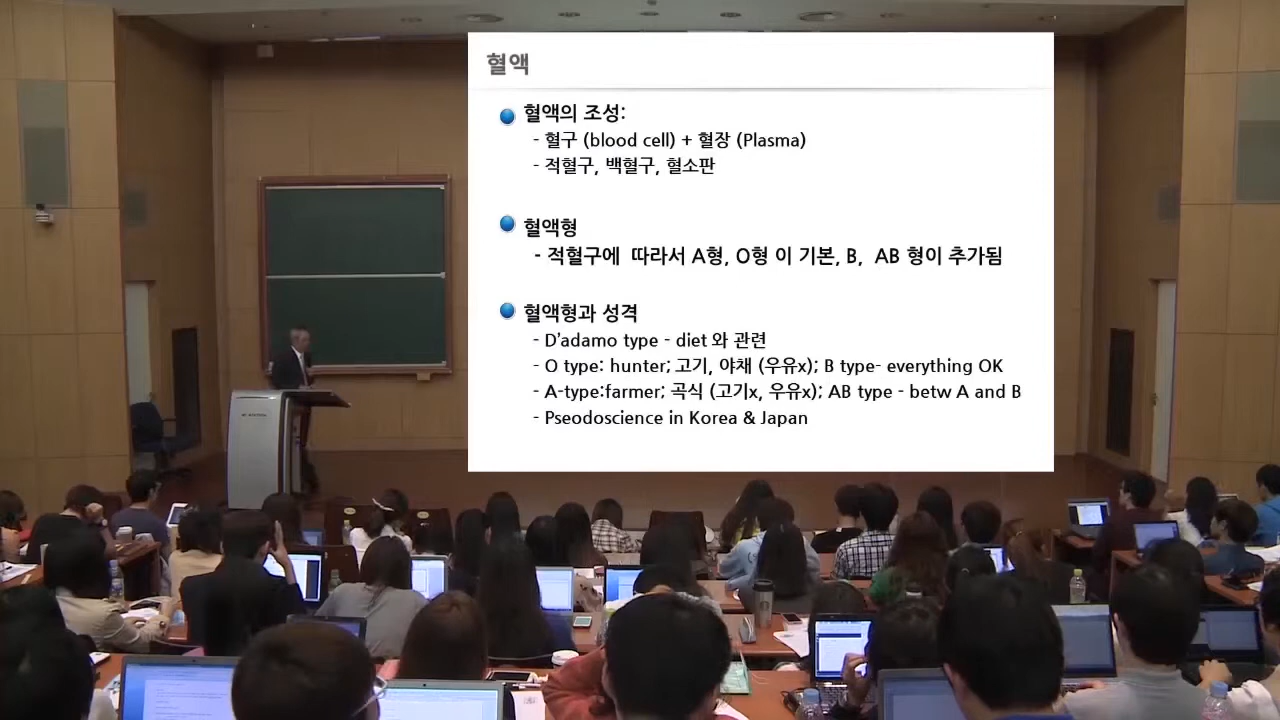 혈액
혈액의 조성:
- 혈구 (blood cell) + 혈장 (Plasma)
- 적혈구, 백혈구, 혈소판
혈액형
- 적혈구에 따라서 A형, O형 이 기본, B, AB 형이 추가됨
혈액형과 성격
- D'adamo type - diet 와 관련
- O type: hunter; 고기, 야채 (우유x); B type- everything OK
- A-type:farmer; 곡식 (고기x, 우유x); AB type - betw A and B
- Pseodoscience in Korea & Japan